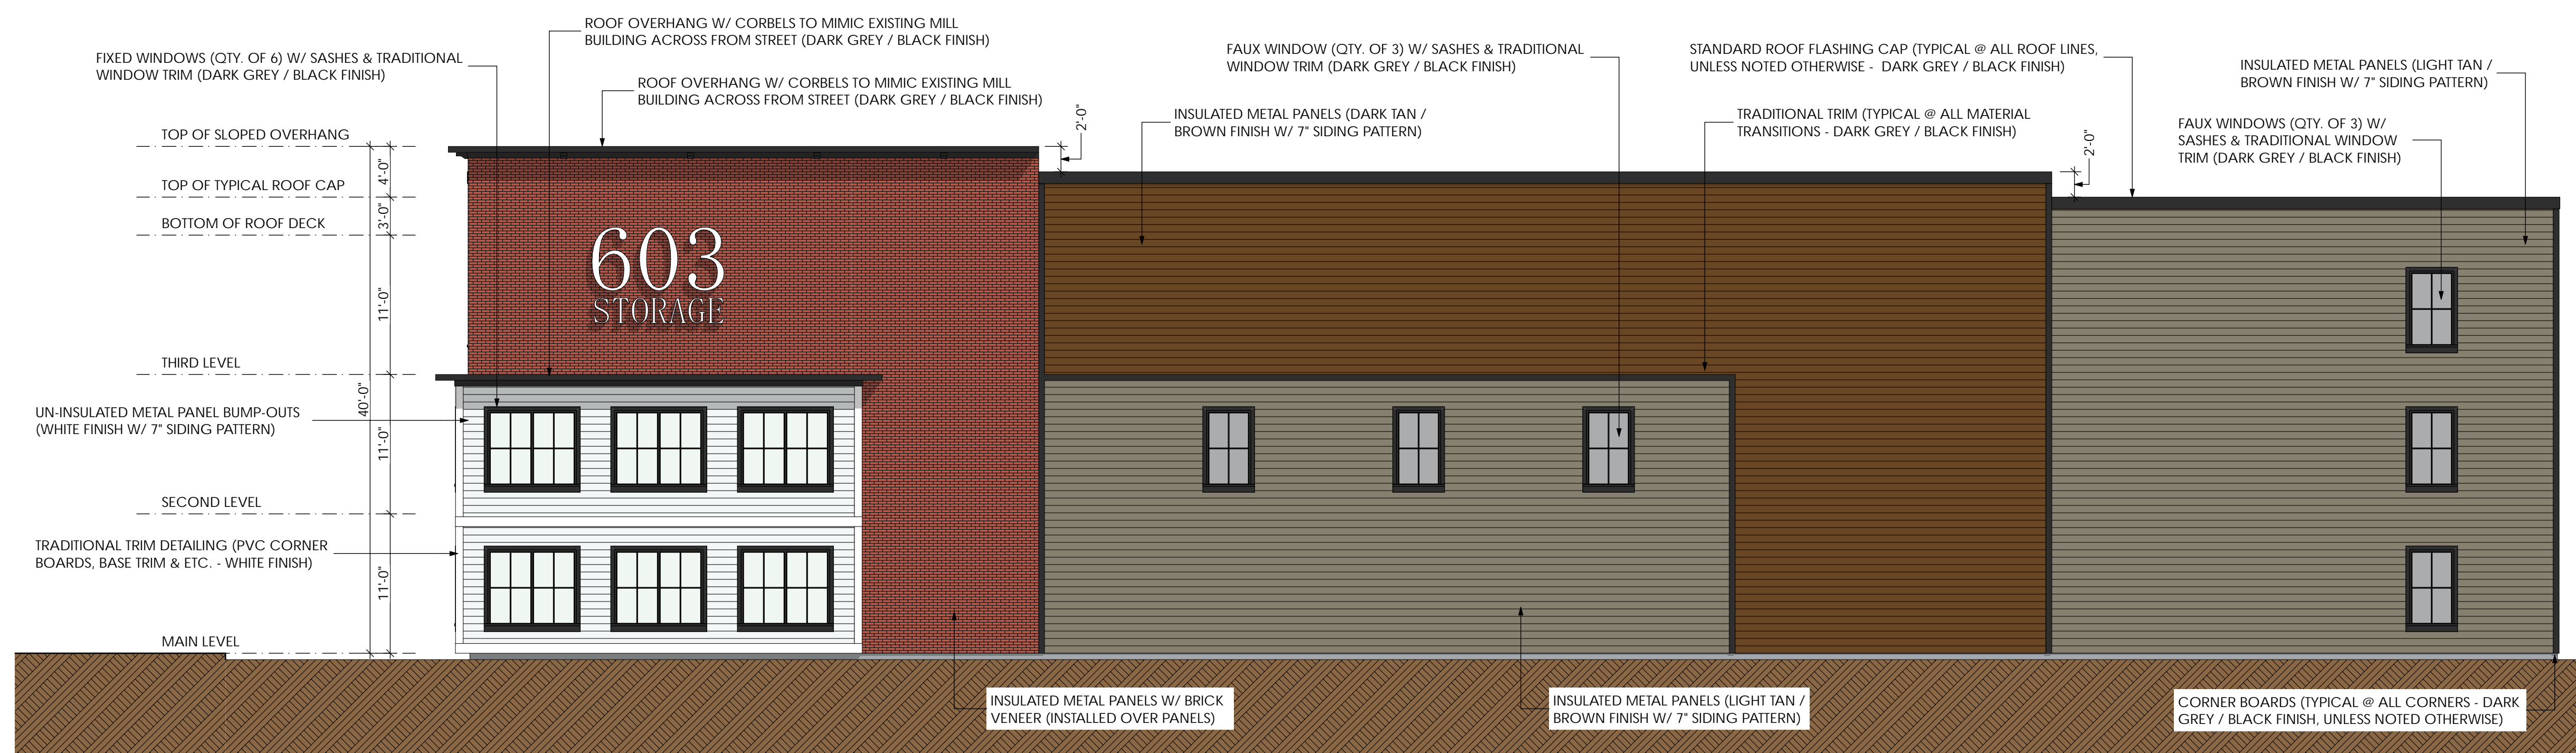 ROOF OVERHANG W/ CORBELS TO MIMIC EXISTING MILL
BUILDING ACROSS FROM STREET (DARK GREY / BLACK FINISH)
FIXED WINDOWS (QTY. OF 6) W/ SASHES & TRADITIONAL
WINDOW TRIM (DARK GREY / BLACK FINISH)
ROOF OVERHANG W/ CORBELS TO MIMIC EXISTING MILL
BUILDING ACROSS FROM STREET (DARK GREY / BLACK FINISH)
FAUX WINDOW (QTY. OF 3) W/ SASHES & TRADITIONAL
WINDOW TRIM (DARK GREY / BLACK FINISH)
STANDARD ROOF FLASHING CAP (TYPICAL @ ALL ROOF LINES,
UNLESS NOTED OTHERWISE - DARK GREY / BLACK FINISH)
INSULATED METAL PANELS (LIGHT TAN /
BROWN FINISH W/ 7" SIDING PATTERN)
INSULATED METAL PANELS (DARK TAN /
BROWN FINISH W/ 7" SIDING PATTERN)
TRADITIONAL TRIM (TYPICAL @ ALL MATERIAL
TRANSITIONS - DARK GREY / BLACK FINISH)
FAUX WINDOWS (QTY. OF 3) W/
SASHES & TRADITIONAL WINDOW
TRIM (DARK GREY / BLACK FINISH)
2'-0"
2'-0"
TOP OF SLOPED OVERHANG
4'-0"
TOP OF TYPICAL ROOF CAP
3'-0"
BOTTOM OF ROOF DECK
11'-0"
603
STORAGE
THIRD LEVEL
40'-0"
UN-INSULATED METAL PANEL BUMP-OUTS
(WHITE FINISH W/ 7" SIDING PATTERN)
11'-0"
SECOND LEVEL
TRADITIONAL TRIM DETAILING (PVC CORNER
BOARDS, BASE TRIM & ETC. - WHITE FINISH)
11'-0"
MAIN LEVEL
INSULATED METAL PANELS W/ BRICK
VENEER (INSTALLED OVER PANELS)
INSULATED METAL PANELS (LIGHT TAN /
BROWN FINISH W/ 7" SIDING PATTERN)
CORNER BOARDS (TYPICAL @ ALL CORNERS - DARK
GREY / BLACK FINISH, UNLESS NOTED OTHERWISE)